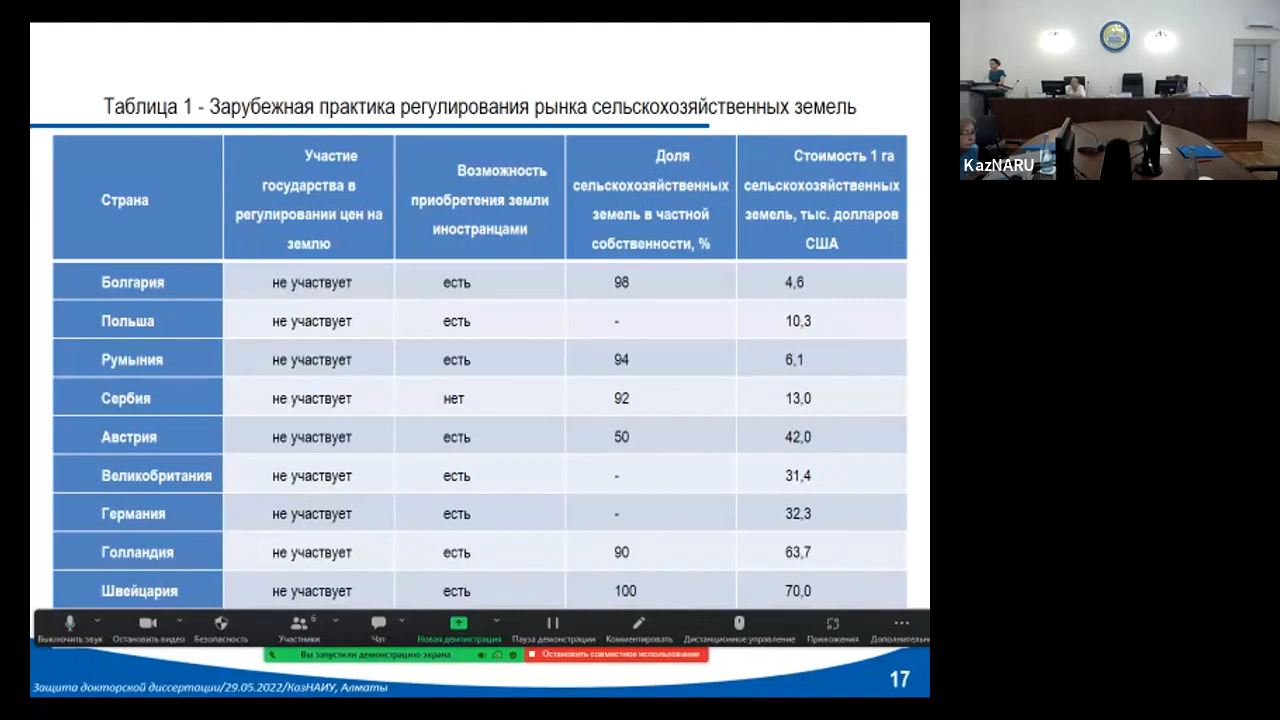 Таблица 1 - Зарубежная практика регулирования рынка сельскохозяйственных земель
Страна
Участие
государства в
регулировании цен на
землю
Возможность
приобретения земли
иностранцами
Доля
сельскохозяйственных
земель в частной
собственности, %
Стоимость 1 га
сельскохозяйственных
земель, тыс. долларов
США
Болгария не участвует есть 98 4,6
Польша не участвует есть - 10,3
Румыния не участвует есть 94 6,1
Сербия не участвует нет 92 13,0
Австрия не участвует есть 50 42,0
Великобритания не участвует есть - 31,4
Германия не участвует есть - 32,3
Голландия не участвует есть 90 63,7
Швейцария не участвует есть 100 70,0
6
Выключить звук Остановить видео Безопасность Участники Чат Новая демонстрация Пауза демонстрации Комментировать Дистанционное управление Приложения Дополнительн
Вы запустили демонстрацию экрана Остановить совместное использование
Защита докторской диссертации/29.05.2022/КазНАИУ, Алматы
17
KazNARU